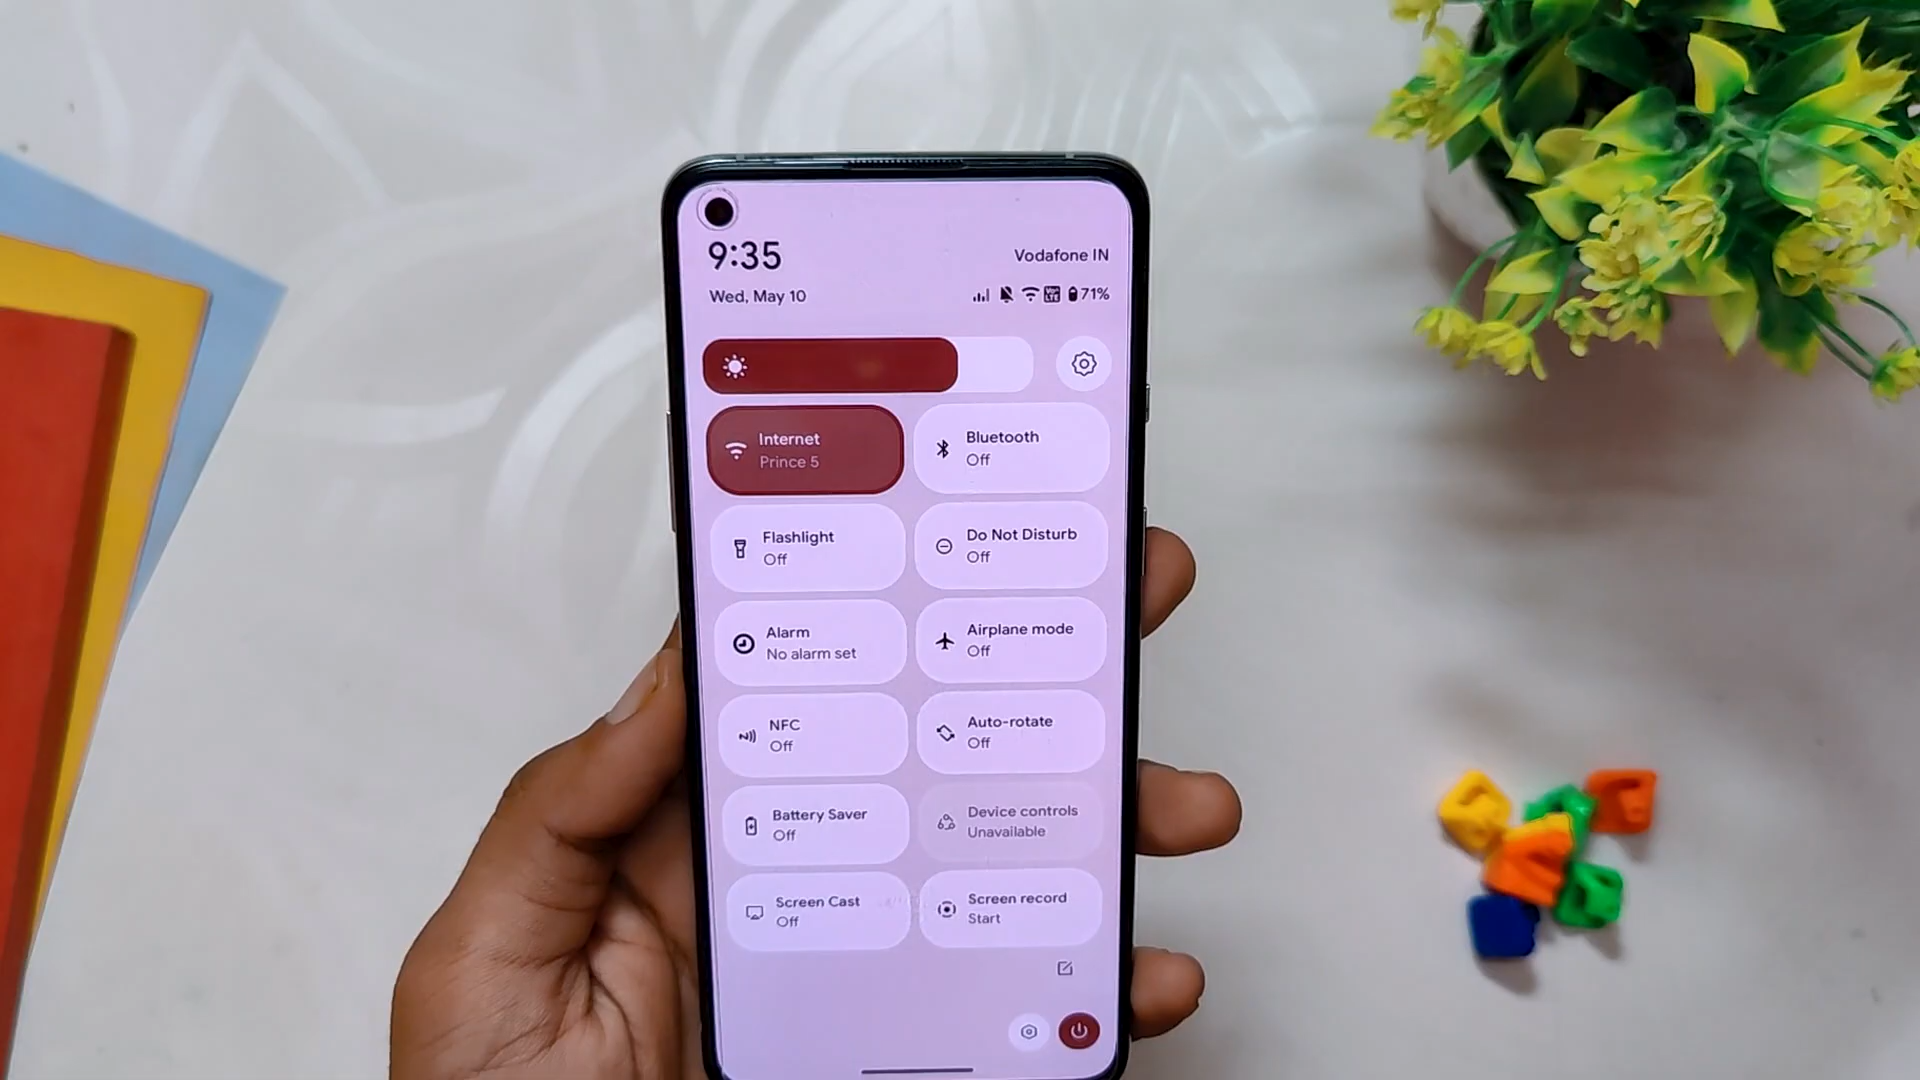 9:35
Vodafone IN
Wed, May 10
71%
Internet
Prince 5
Bluetooth
Off
Flashlight
Off
Do Not Disturb
Off
Alarm
No alarm set
Airplane mode
Off
NFC
Off
Auto-rotate
Off
Battery Saver
Off
Device controls
Unavailable
Screen Cast
Off
Screen record
Start